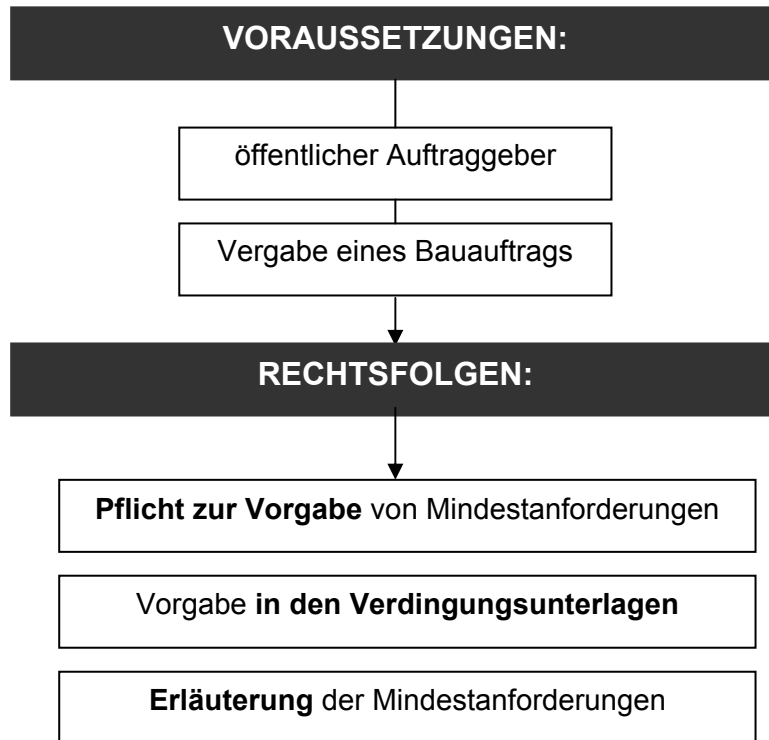 VORAUSSETZUNGEN:
öffentlicher Auftraggeber
Vergabe eines Bauauftrags
RECHTSFOLGEN:
Pflicht zur Vorgabe von Mindestanforderungen
Vorgabe in den Verdingungsunterlagen
Erläuterung der Mindestanforderungen